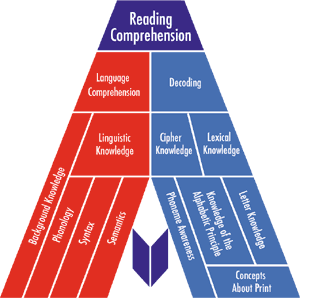 Reading
Comprehension
Language
Comprehension
Decoding
Linguistic
Knowledge
Cipher
Knowledge
Lexical
Knowledge
Background Knowledge
Phonology
Syntax
Semantics
Phoneme Awareness
Knowledge of the
Alphabetic Principle
Letter Knowledge
Concepts
About Print